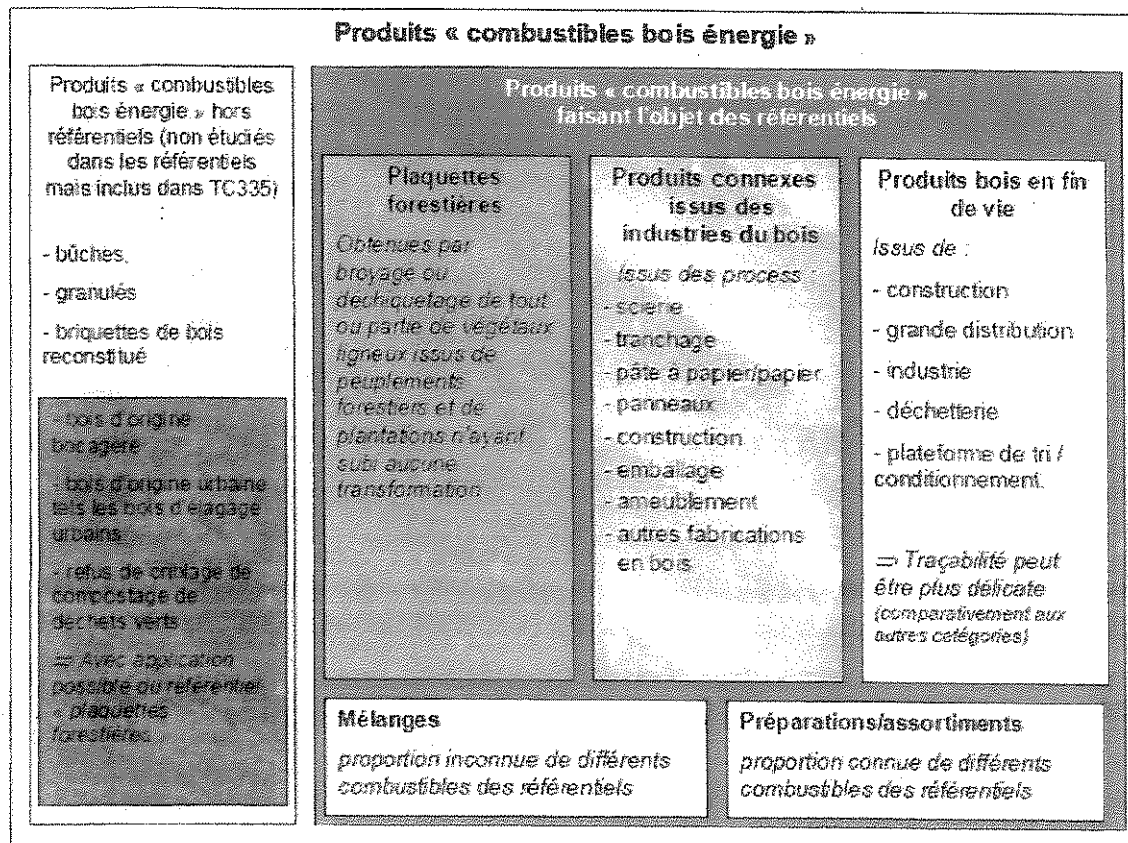 Produits « combustibles bois énergie »
Produits « combustibles
bois énergie » hors
référentiels (non étudiés
dans les référentiels
mais inclus dans TC335)
:
- bûches,
- granulés
- briquettes de bois
reconstitué
- bois d'origine
bocagère
- bois d'origine urbaine
tels les bois d'élagage
urbains
- refus de criblage de
compostage de
déchets verts
⇒ Avec application
possible du référentiel
« plaquettes
forestières
Produits « combustibles bois énergie »
faisant l'objet des référentiels
Plaquettes
forestières
Obtenues par
broyage ou
déchiquetage de tout
ou partie de végétaux
ligneux issus de
peuplements
forestiers et de
plantations n'ayant
subi aucune
transformation
Produits connexes
issus des
industries du bois
Issus des process :
- scierie
- tranchage
- pâte à papier/papier
- panneaux
- construction
- emballage
- ameublement
- autres fabrications
en bois
Produits bois en fin
de vie
Issus de :
- construction
- grande distribution
- industrie
- déchetterie
- plateforme de tri /
conditionnement.
⇒ Traçabilité peut
être plus délicate
(comparativement aux
autres catégories)
Mélanges
proportion inconnue de différents
combustibles des référentiels
Préparations/assortiments
proportion connue de différents
combustibles des référentiels